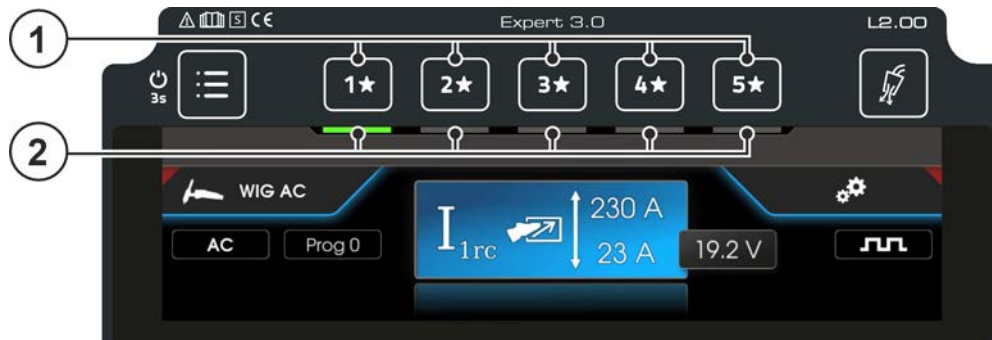 S CE Expert 3.0 L2.00
1
3s 1★ 2★ 3★ 4★ 5★
2
WIG AC
I1rc 230 A
AC Prog 0 23 A 19.2 V